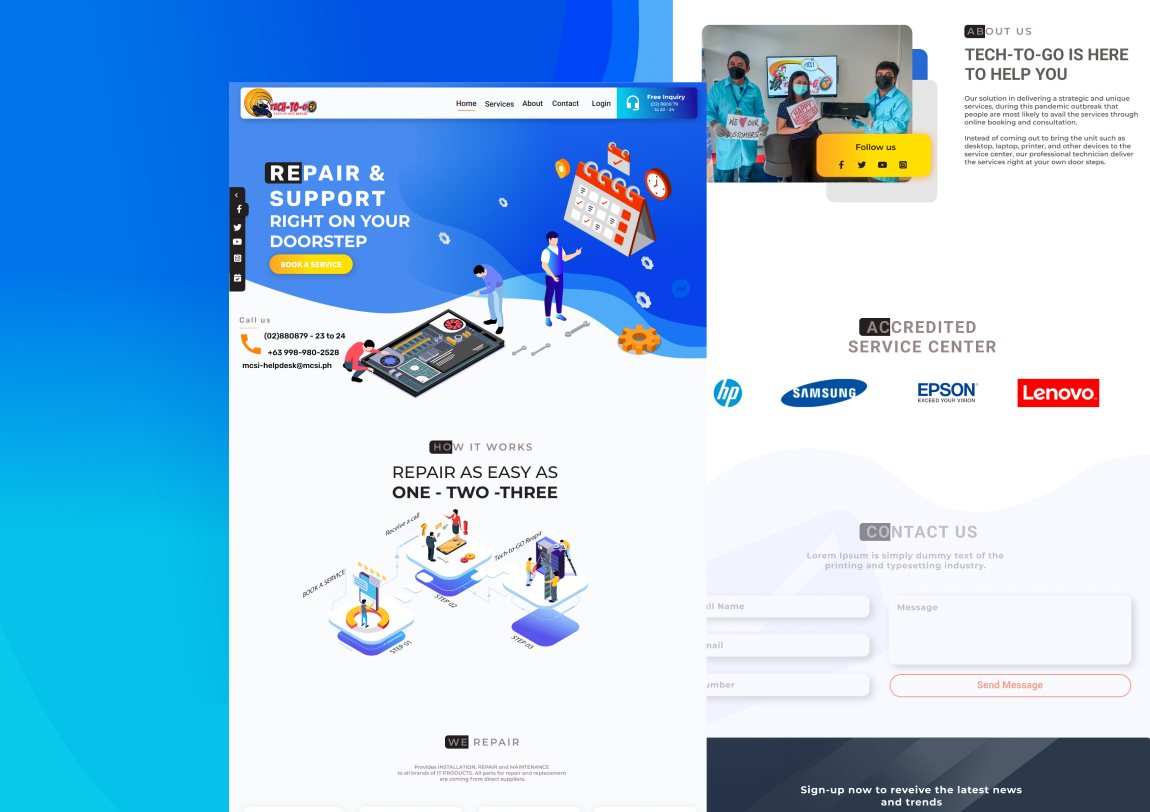 TECH-TO-GO
Home Services About Contact Login
Free Inquiry
(02) 8808 79
to 23 - 24
REPAIR &
SUPPORT
RIGHT ON YOUR
DOORSTEP
BOOK A SERVICE
Call us
(02)880879 - 23 to 24
+63 998-980-2528
mcsi-helpdesk@mcsi.ph
HOW IT WORKS
REPAIR AS EASY AS
ONE - TWO -THREE
Receive a call
Tech-to-GO Reapir
BOOK A SERVICE
STEP 02
STEP 01
STEP 03
WE REPAIR
Provides INSTALLATION, REPAIR and MAINTENANCE
to all brands of IT PRODUCTS. All parts for repair and replacement
are coming from direct suppliers.
WE ♥ OUR
CUSTOMERS
Follow us
ABOUT US
TECH-TO-GO IS HERE
TO HELP YOU
Our solution in delivering a strategic and unique
services, during this pandemic outbreak that
people are most likely to avail the services through
online booking and consultation.
Instead of coming out to bring the unit such as
desktop, laptop, printer, and other devices to the
service center, our professional technician deliver
the services right at your own door steps.
ACCREDITED
SERVICE CENTER
hp
SAMSUNG
EPSON
EXCEED YOUR VISION
Lenovo
CONTACT US
Lorem Ipsum is simply dummy text of the
printing and typesetting industry.
ull Name
Message
mail
umber
Send Message
Sign-up now to reveive the latest news
and trends